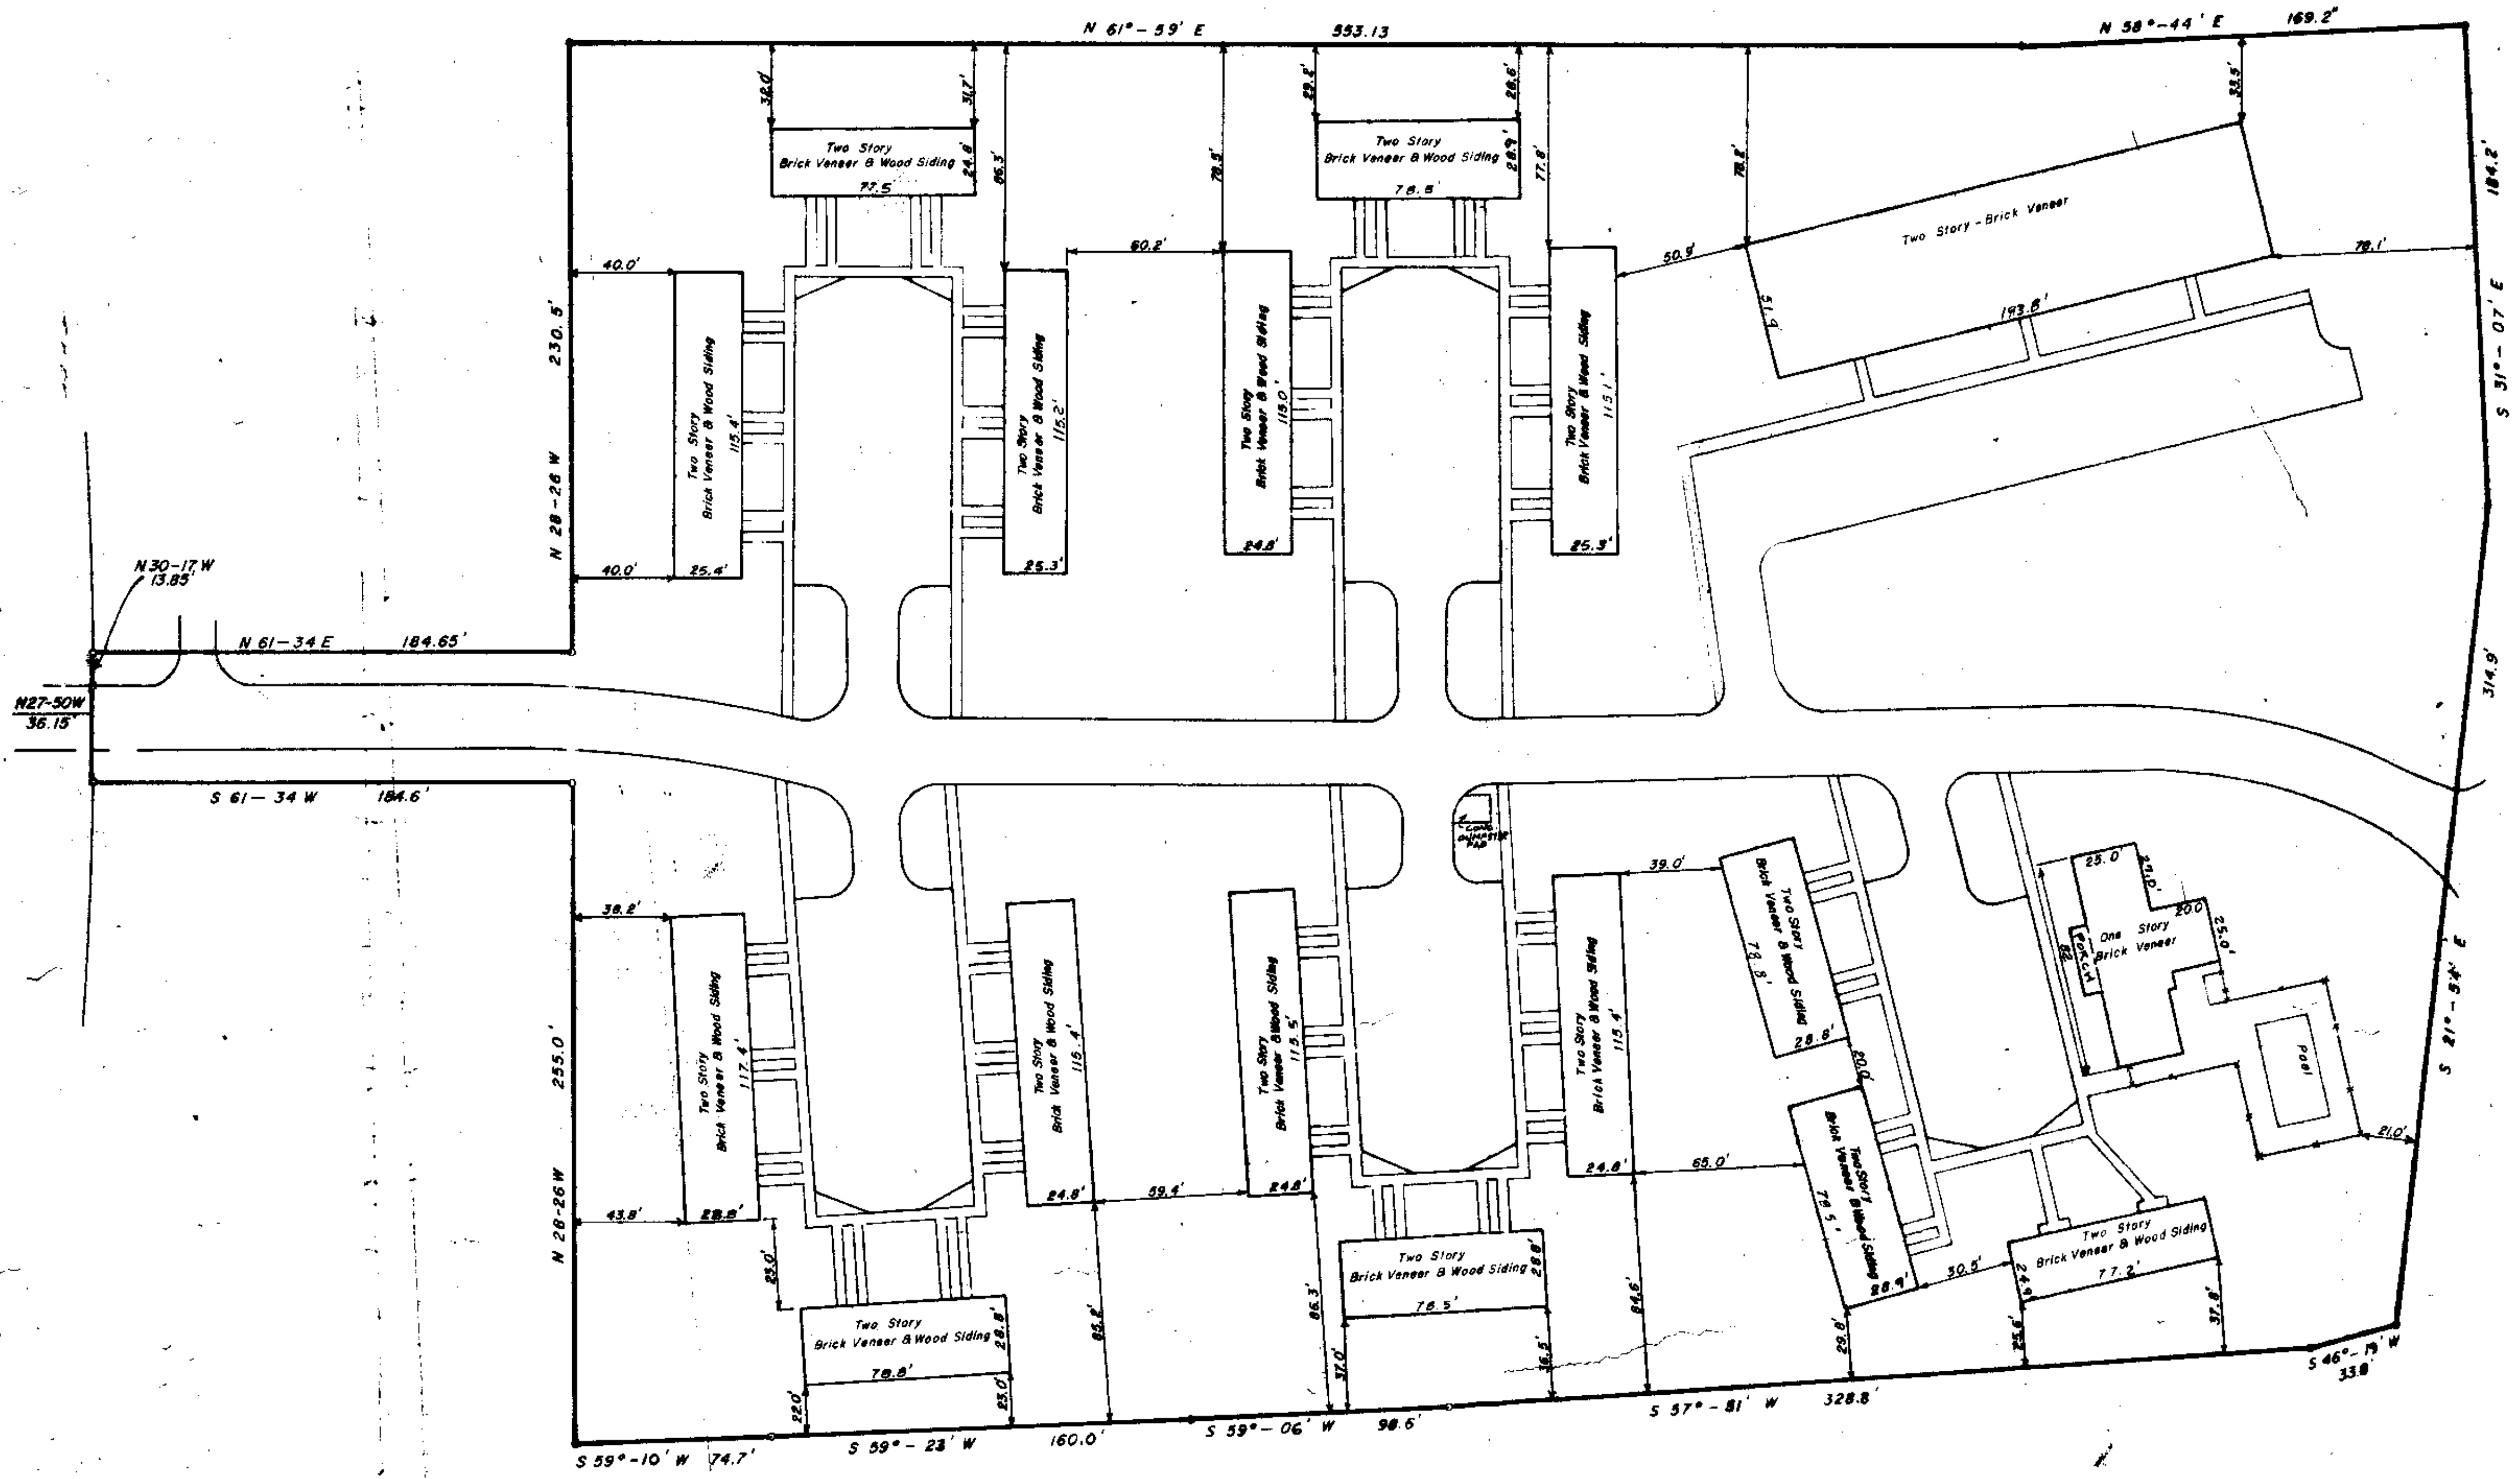 N 61°-59' E 553.13
N 58°-44' E 169.2"
32.0'
31.7'
29.2'
28.6'
33.5'
Two Story
Brick Veneer & Wood Siding
77.5
24.8'
Two Story
Brick Veneer & Wood Siding
78.5'
28.9'
86.3'
78.5'
77.8'
78.2'
184.2'
Two Story - Brick Veneer
193.8'
51.9
50.9'
78.1'
S 31°-07' E
60.2'
40.0'
N 28-26 W 230.5'
Two Story
Brick Veneer & Wood Siding
115.4'
25.4'
40.0'
Two Story
Brick Veneer & Wood Siding
115.2'
25.3'
Two Story
Brick Veneer & Wood Siding
115.0'
24.8'
Two Story
Brick Veneer & Wood Siding
115.1'
25.3'
N 30-17 W
13.85'
N 61-34 E 184.65'
N27-50W
36.15'
314.9'
S 61-34 W 184.6'
CONC
DUMPSTER
PAD
38.2'
Two Story
Brick Veneer & Wood Siding
117.4'
28.8'
43.8'
N 28-26 W 255.0'
Two Story
Brick Veneer & Wood Siding
115.4'
24.8'
59.4'
Two Story
Brick Veneer & Wood Siding
115.5'
24.8'
Two Story
Brick Veneer & Wood Siding
115.4'
24.8'
39.0'
65.0'
Two Story
Brick Veneer & Wood Siding
78.8'
28.8'
20.0'
Two Story
Brick Veneer & Wood Siding
78.5'
28.9'
25.0'
27.0'
20.0
25.0'
One Story
Brick Veneer
PORCH
82
Pool
21.0'
S 21°-54' E
Two Story
Brick Veneer & Wood Siding
77.2'
24.9'
30.5'
23.0'
Two Story
Brick Veneer & Wood Siding
78.8'
28.8'
22.0'
23.0'
85.2'
86.3'
Two Story
Brick Veneer & Wood Siding
78.5'
28.8'
37.0'
36.5'
84.6'
29.8'
25.6'
37.8'
S 46°-19' W
33.8'
S 57°-51' W 328.8'
S 59°-06' W 98.6'
S 59°-23' W 160.0'
S 59°-10' W 74.7'